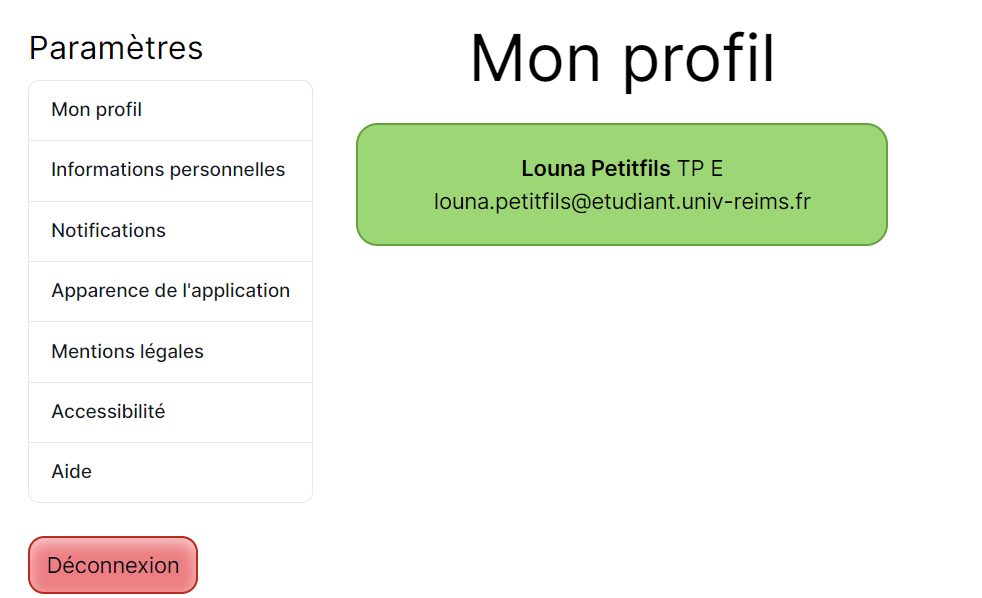 Paramètres
Mon profil
Informations personnelles
Notifications
Apparence de l'application
Mentions légales
Accessibilité
Aide
Déconnexion
Mon profil
Louna Petitfils TP E
louna.petitfils@etudiant.univ-reims.fr